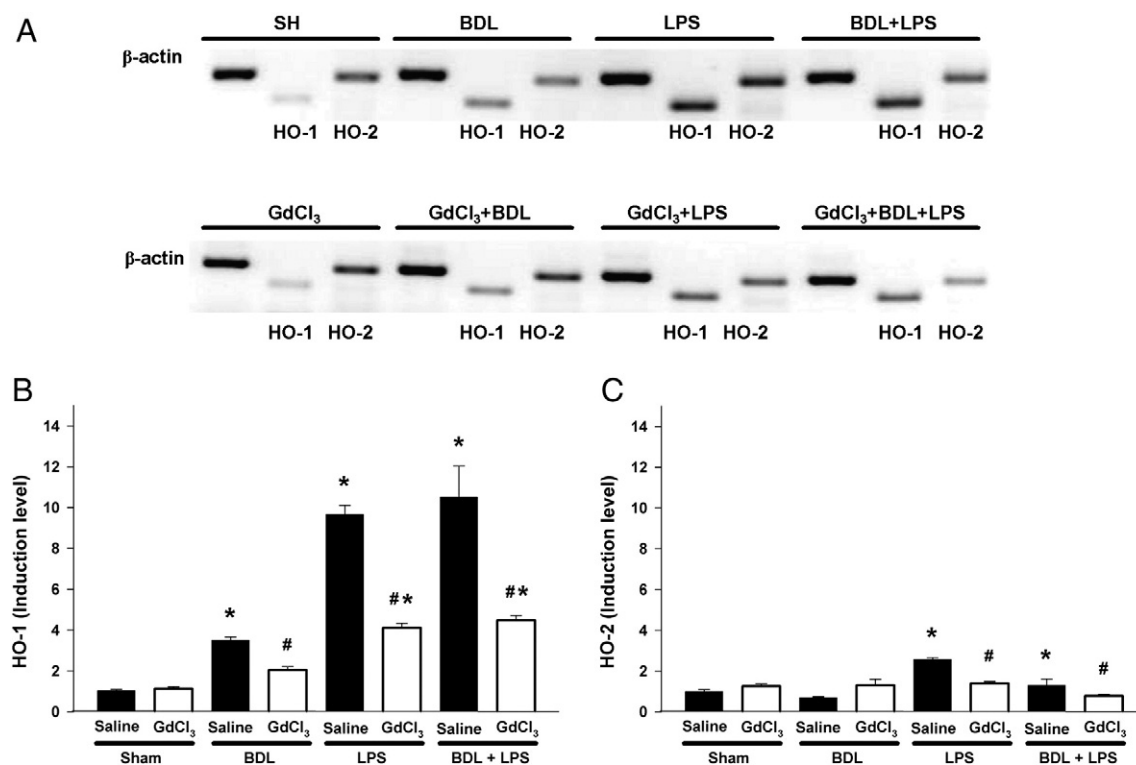 A
SH BDL LPS BDL+LPS
β-actin
HO-1 HO-2 HO-1 HO-2 HO-1 HO-2 HO-1 HO-2
GdCl₃ GdCl₃+BDL GdCl₃+LPS GdCl₃+BDL+LPS
β-actin
HO-1 HO-2 HO-1 HO-2 HO-1 HO-2 HO-1 HO-2
B
HO-1 (Induction level)
14
12
10
8
6
4
2
0
*
#
*
#*
*
#*
Saline GdCl₃ Saline GdCl₃ Saline GdCl₃ Saline GdCl₃
Sham BDL LPS BDL + LPS
C
HO-2 (Induction level)
14
12
10
8
6
4
2
0
*
#
*
#
Saline GdCl₃ Saline GdCl₃ Saline GdCl₃ Saline GdCl₃
Sham BDL LPS BDL + LPS